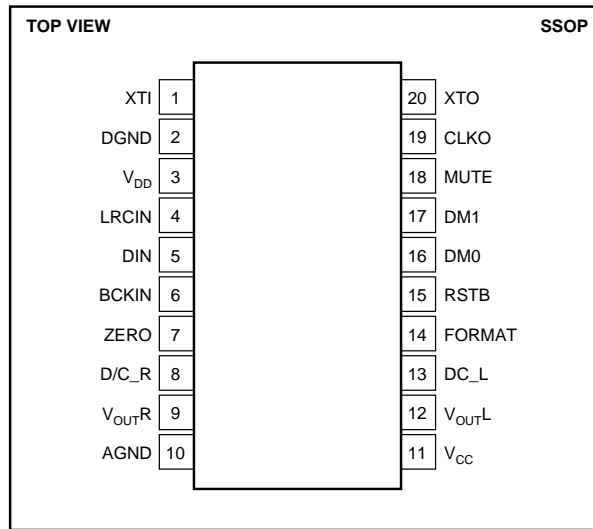 TOP VIEW SSOP
XTI 1 20 XTO
DGND 2 19 CLKO
VDD 3 18 MUTE
LRCIN 4 17 DM1
DIN 5 16 DM0
BCKIN 6 15 RSTB
ZERO 7 14 FORMAT
D/C_R 8 13 DC_L
VOUTR 9 12 VOUTL
AGND 10 11 VCC